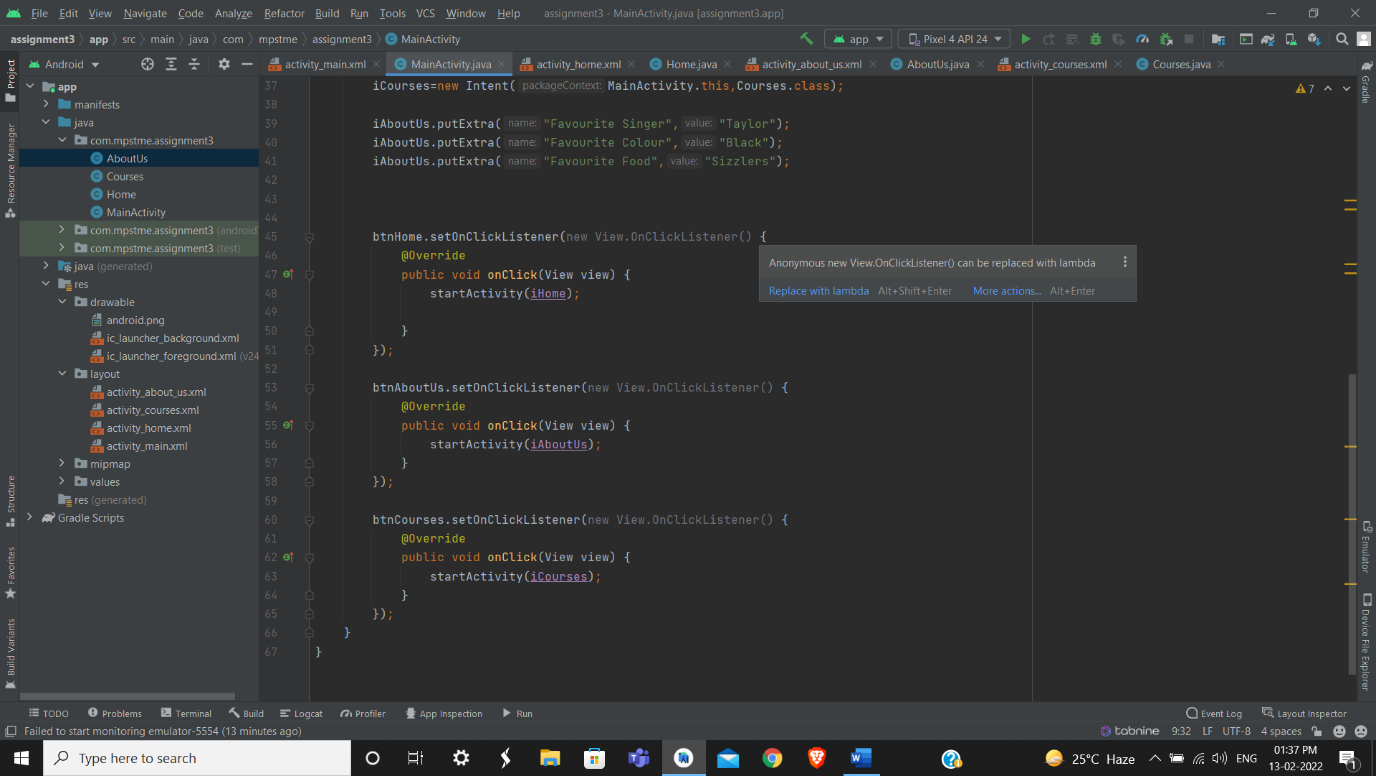 File Edit View Navigate Code Analyze Refactor Build Run Tools VCS Window Help assignment3 - MainActivity.java [assignment3.app]
assignment3 app src main java com mpstme assignment3 MainActivity app Pixel 4 API 24
Android activity_main.xml MainActivity.java activity_home.xml Home.java activity_about_us.xml AboutUs.java activity_courses.xml Courses.java
Project
Resource Manager
Structure
Favorites
Build Variants
app
manifests
java
com.mpstme.assignment3
AboutUs
Courses
Home
MainActivity
com.mpstme.assignment3 (android
com.mpstme.assignment3 (test)
java (generated)
res
drawable
android.png
ic_launcher_background.xml
ic_launcher_foreground.xml (v24
layout
activity_about_us.xml
activity_courses.xml
activity_home.xml
activity_main.xml
mipmap
values
res (generated)
Gradle Scripts
37 iCourses=new Intent( packageContext: MainActivity.this,Courses.class);
38
39 iAboutUs.putExtra( name: "Favourite Singer", value: "Taylor");
40 iAboutUs.putExtra( name: "Favourite Colour", value: "Black");
41 iAboutUs.putExtra( name: "Favourite Food", value: "Sizzlers");
42
43
44
45 btnHome.setOnClickListener(new View.OnClickListener() {
46 @Override
47 public void onClick(View view) {
48 startActivity(iHome);
49
50 }
51 });
52
53 btnAboutUs.setOnClickListener(new View.OnClickListener() {
54 @Override
55 public void onClick(View view) {
56 startActivity(iAboutUs);
57 }
58 });
59
60 btnCourses.setOnClickListener(new View.OnClickListener() {
61 @Override
62 public void onClick(View view) {
63 startActivity(iCourses);
64 }
65 });
66 }
67 }
7
Anonymous new View.OnClickListener() can be replaced with lambda
Replace with lambda Alt+Shift+Enter More actions... Alt+Enter
Gradle
Emulator
Device File Explorer
TODO Problems Terminal Build Logcat Profiler App Inspection Run Event Log Layout Inspector
Failed to start monitoring emulator-5554 (13 minutes ago) tabnine 9:32 LF UTF-8 4 spaces
Type here to search 25°C Haze ENG 01:37 PM
13-02-2022 1